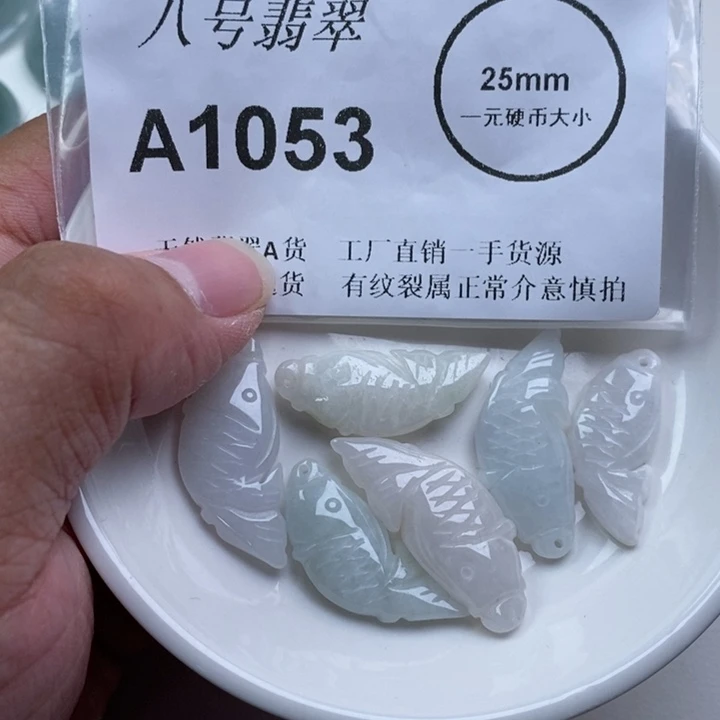 八号翡翠
25mm
一元硬币大小
A1053
A货 工厂直销一手货源
货 有纹裂属正常介意慎拍